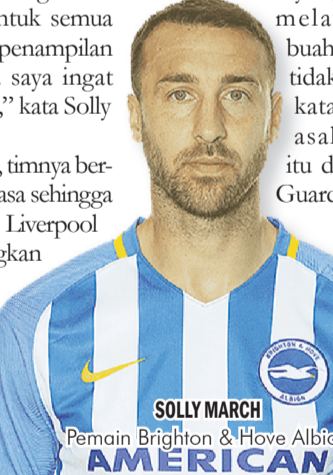 ntuk semua
penampilan
saya ingat
,” kata Solly
, timnya ber-
asa sehingga
Liverpool
gkan
mela
buah
tidak
kata
asal
itu d
Guard
BRIGHTON & HOVE
ALBION
SOLLY MARCH
Pemain Brighton & Hove Albio
AMERICAN